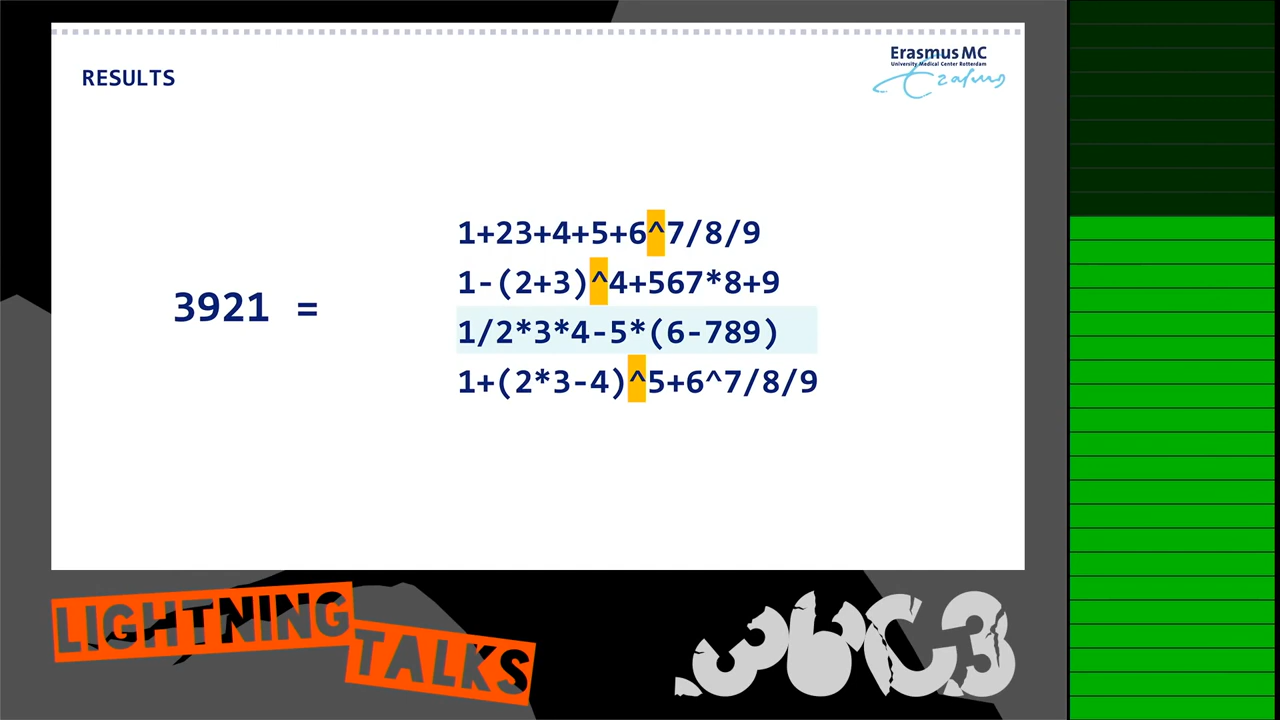 RESULTS
Erasmus MC
University Medical Center Rotterdam
Erasmus
3921 =
1+23+4+5+6^7/8/9
1-(2+3)^4+567*8+9
1/2*3*4-5*(6-789)
1+(2*3-4)^5+6^7/8/9
LIGHTNING
TALKS
36C3